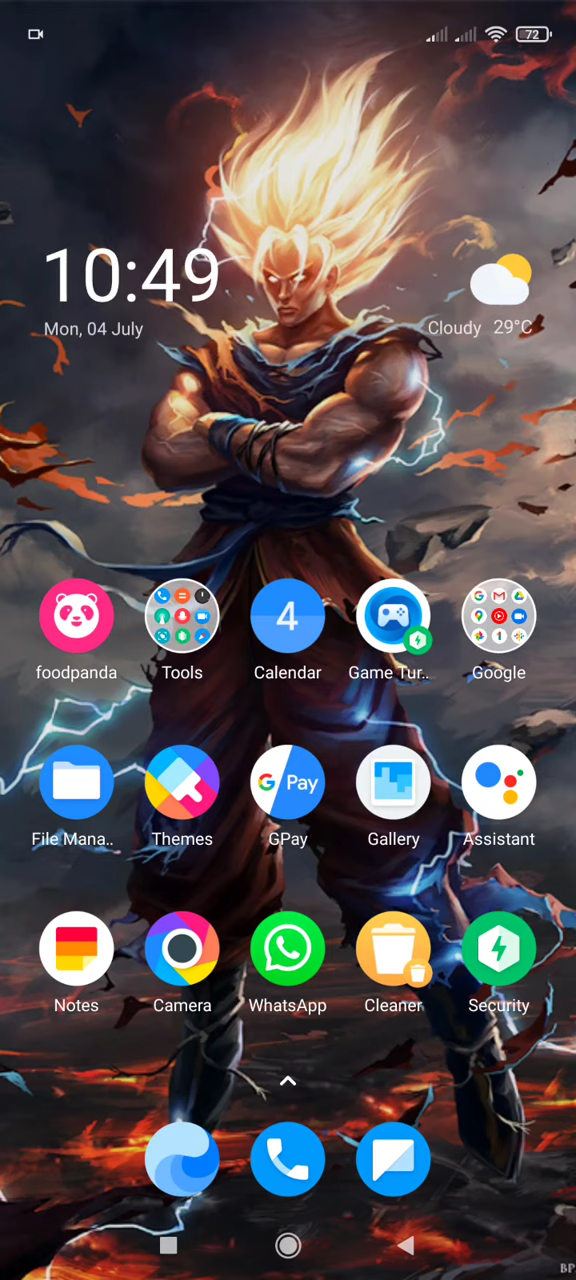 72
10:49
Mon, 04 July
Cloudy 29°C
foodpanda
Tools
4
Calendar
Game Tur..
Google
File Mana..
Themes
G Pay
GPay
Gallery
Assistant
Notes
Camera
WhatsApp
Cleaner
Security
BP